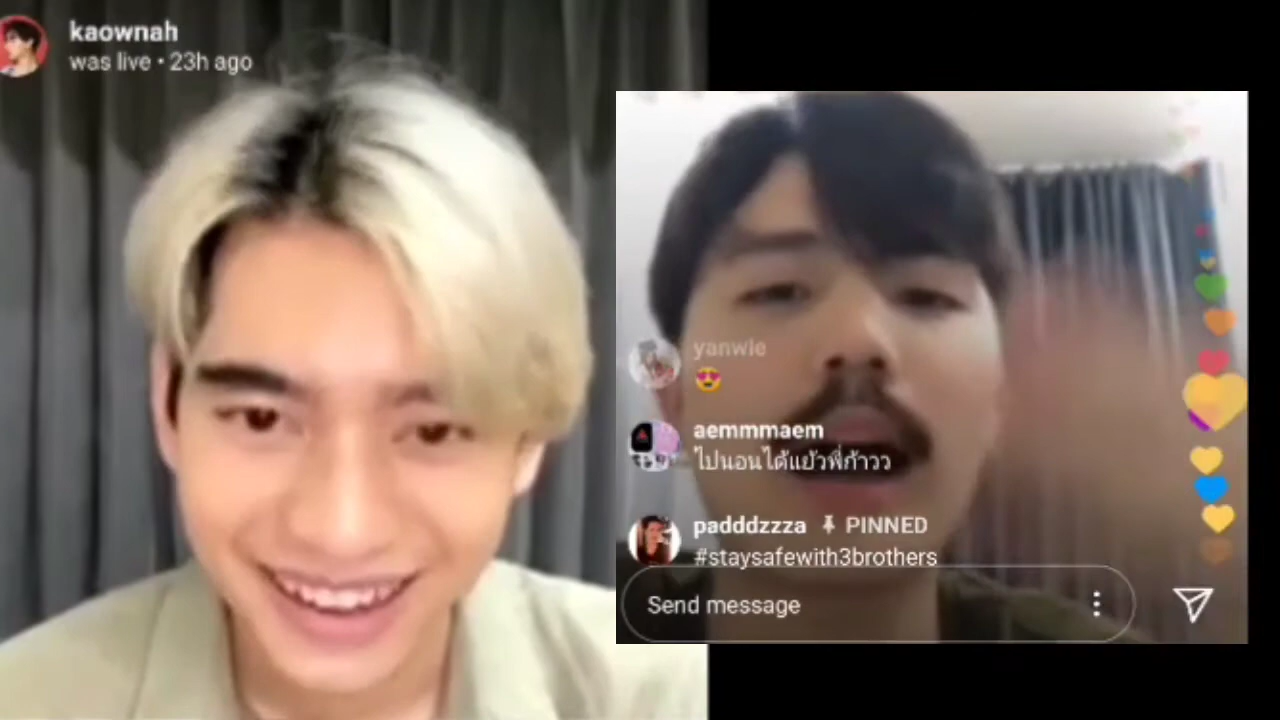 kaownah
was live • 23h ago
yanwie
😍
aemmmaem
ไปนอนได้แย้วพี่ก้าวว
padddzzza PINNED
#staysafewith3brothers
Send message